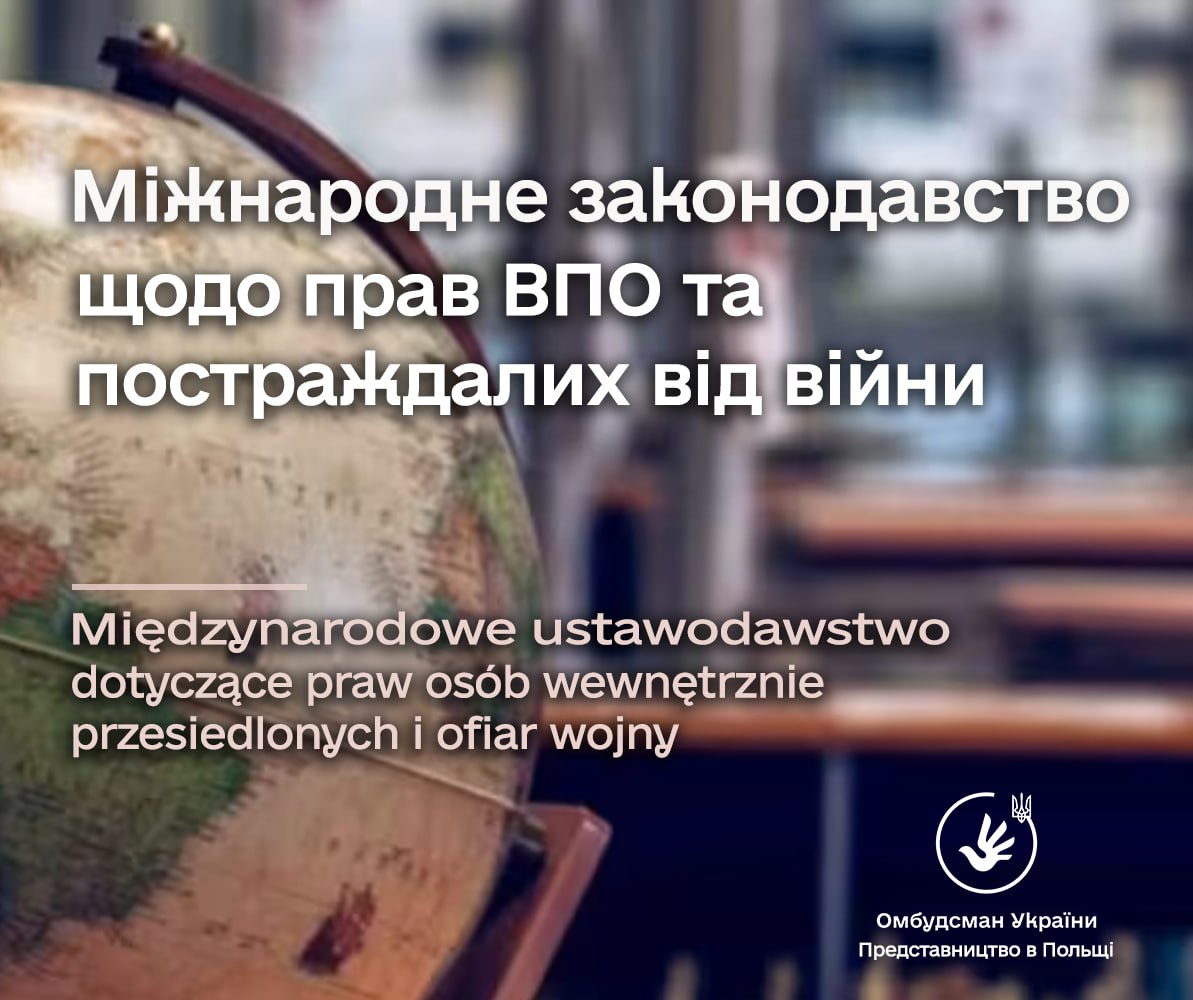 Міжнародне законодавство
щодо прав ВПО та
постраждалих від війни
Międzynarodowe ustawodawstwo
dotyczące praw osób wewnętrznie
przesiedlonych i ofiar wojny
Омбудсман України
Представництво в Польщі